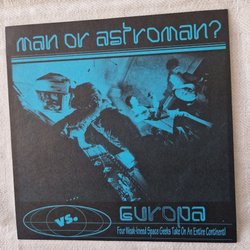 man or astroman?
vs.
Europa
Four Weak-kneed Space Geeks Take On An Entire Continent!